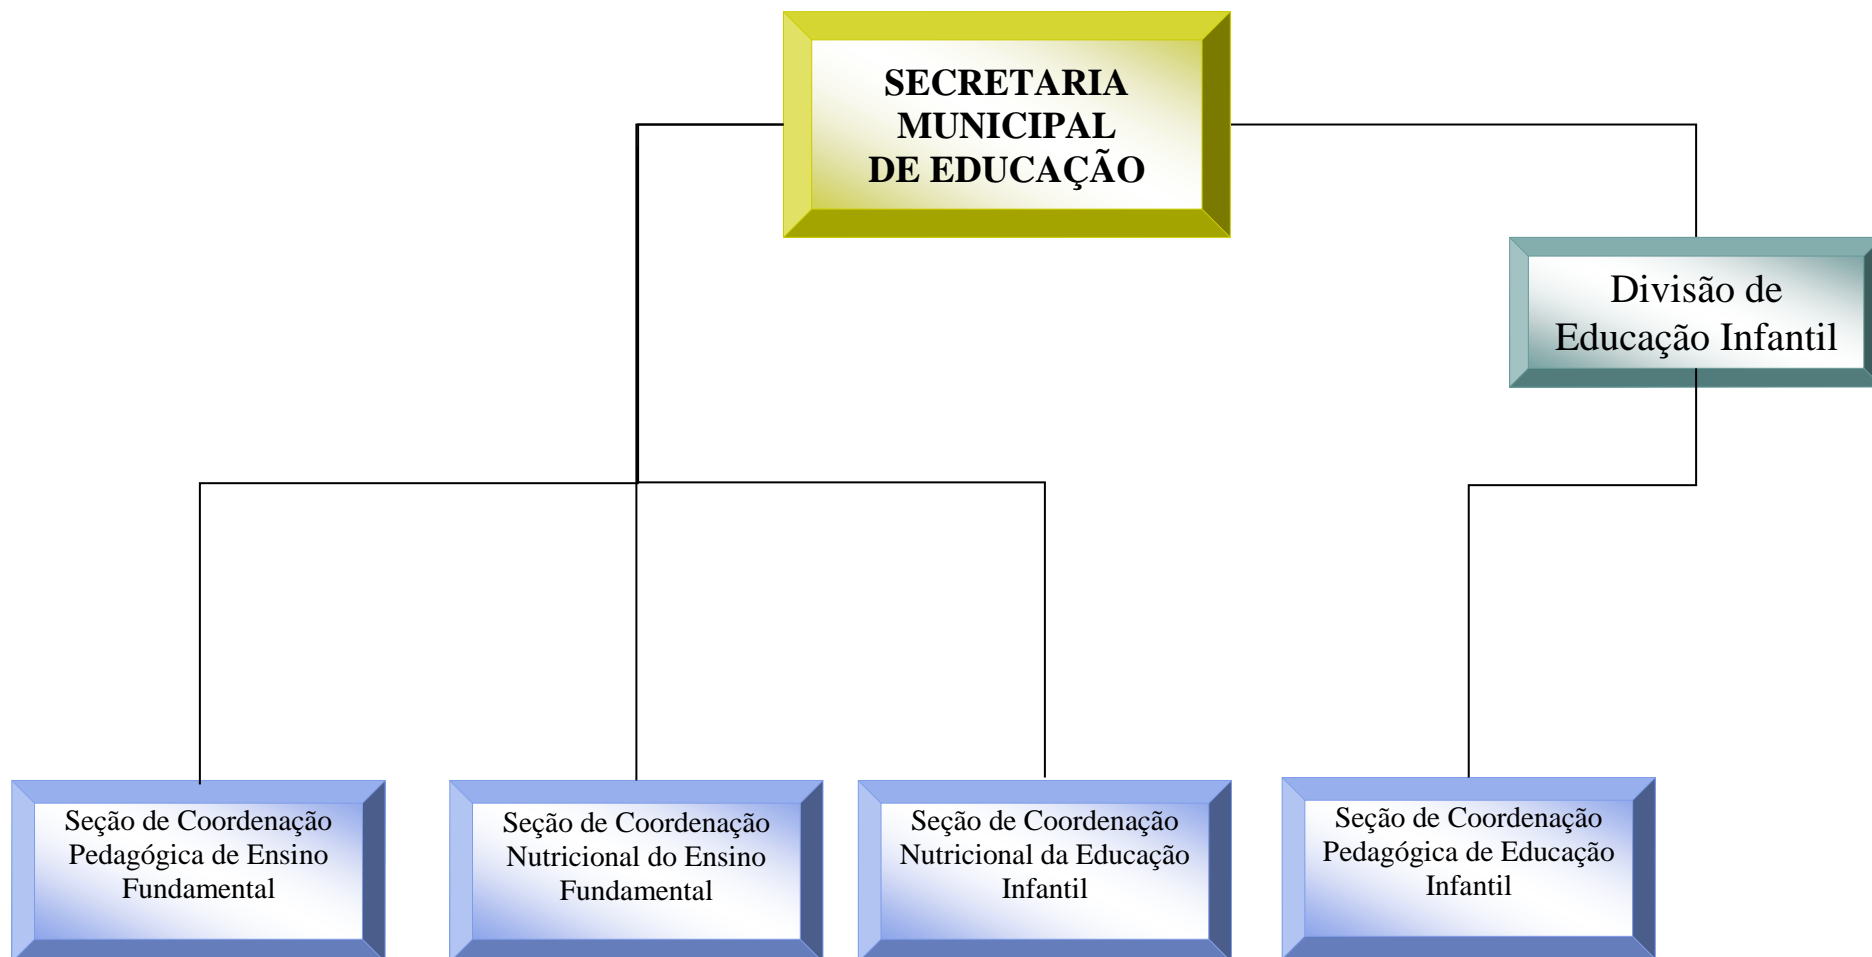 SECRETARIA
MUNICIPAL
DE EDUCAÇÃO
Divisão de
Educação Infantil
Seção de Coordenação
Pedagógica de Ensino
Fundamental
Seção de Coordenação
Nutricional do Ensino
Fundamental
Seção de Coordenação
Nutricional da Educação
Infantil
Seção de Coordenação
Pedagógica de Educação
Infantil